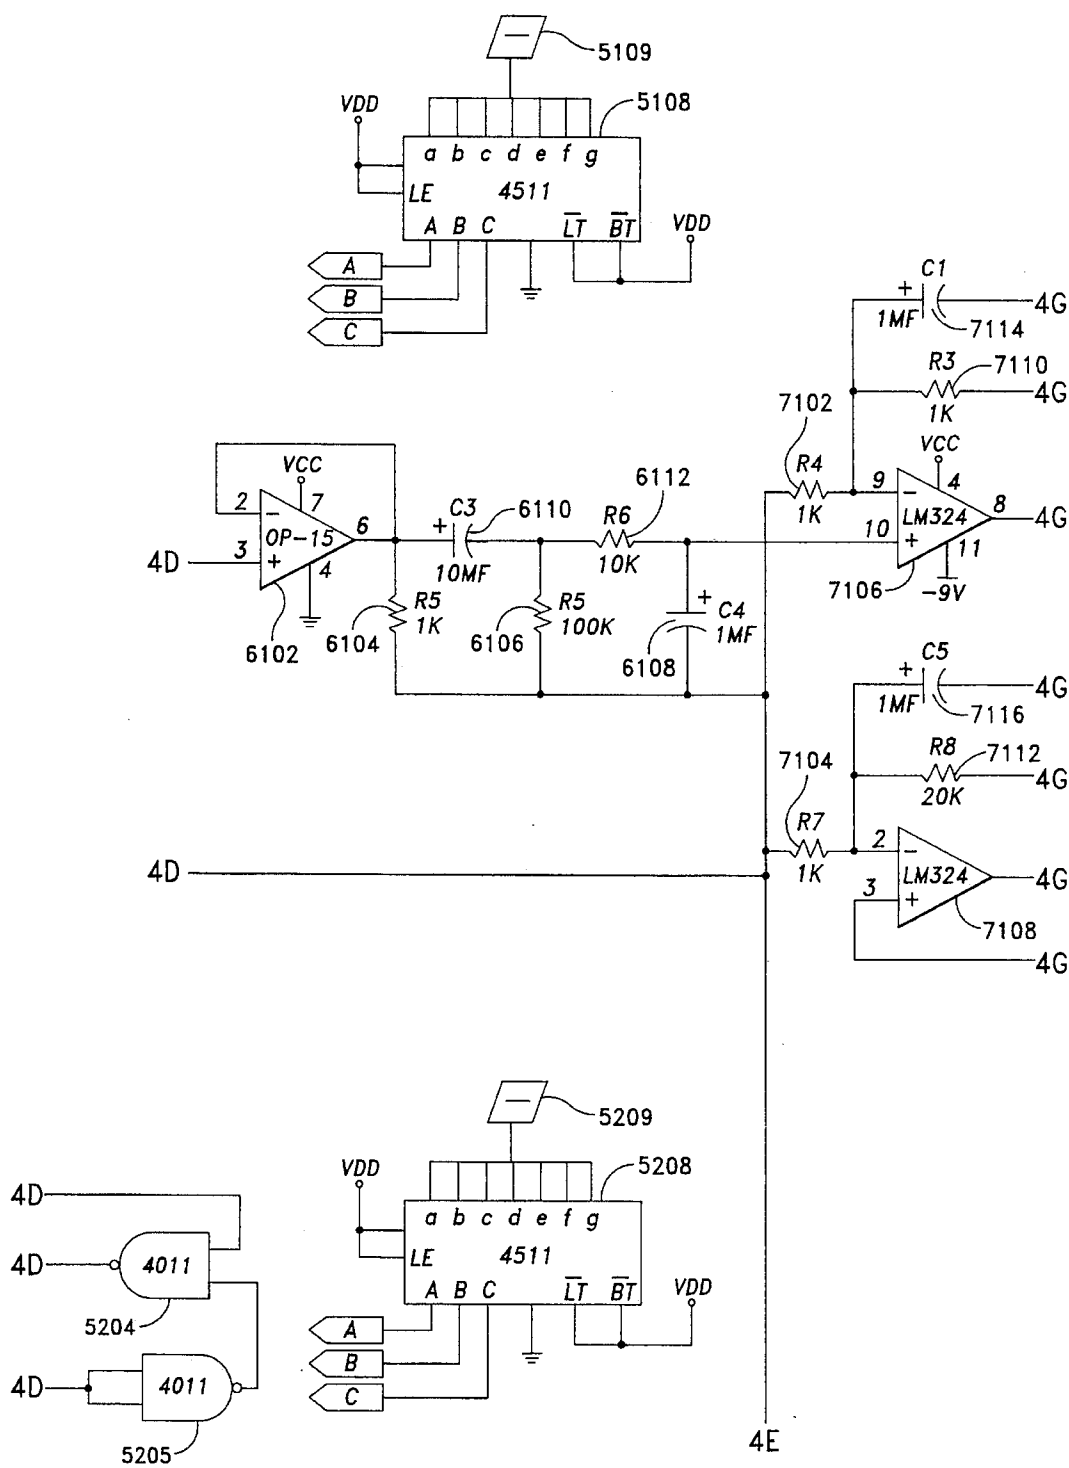 5109
VDD
5108
a b c d e f g
LE 4511
A B C LT BT
VDD
A
B
C
C1
+
1MF
4G
7114
R3
7110
4G
1K
7102
R4
1K
VCC
4
9 −
LM324
8
4G
10 +
11
-9V
7106
VCC
7
2 −
OP-15
6
4D
3 +
4
6102
+
C3
6110
10MF
R6
6112
10K
6104
R5
1K
6106
R5
100K
+
C4
1MF
6108
C5
+
1MF
4G
7116
R8
7112
4G
20K
7104
R7
1K
2 −
LM324
4G
3 +
7108
4G
4D
5209
VDD
5208
a b c d e f g
LE 4511
A B C LT BT
VDD
A
B
C
4D
4D
4011
5204
4D
4011
5205
4E